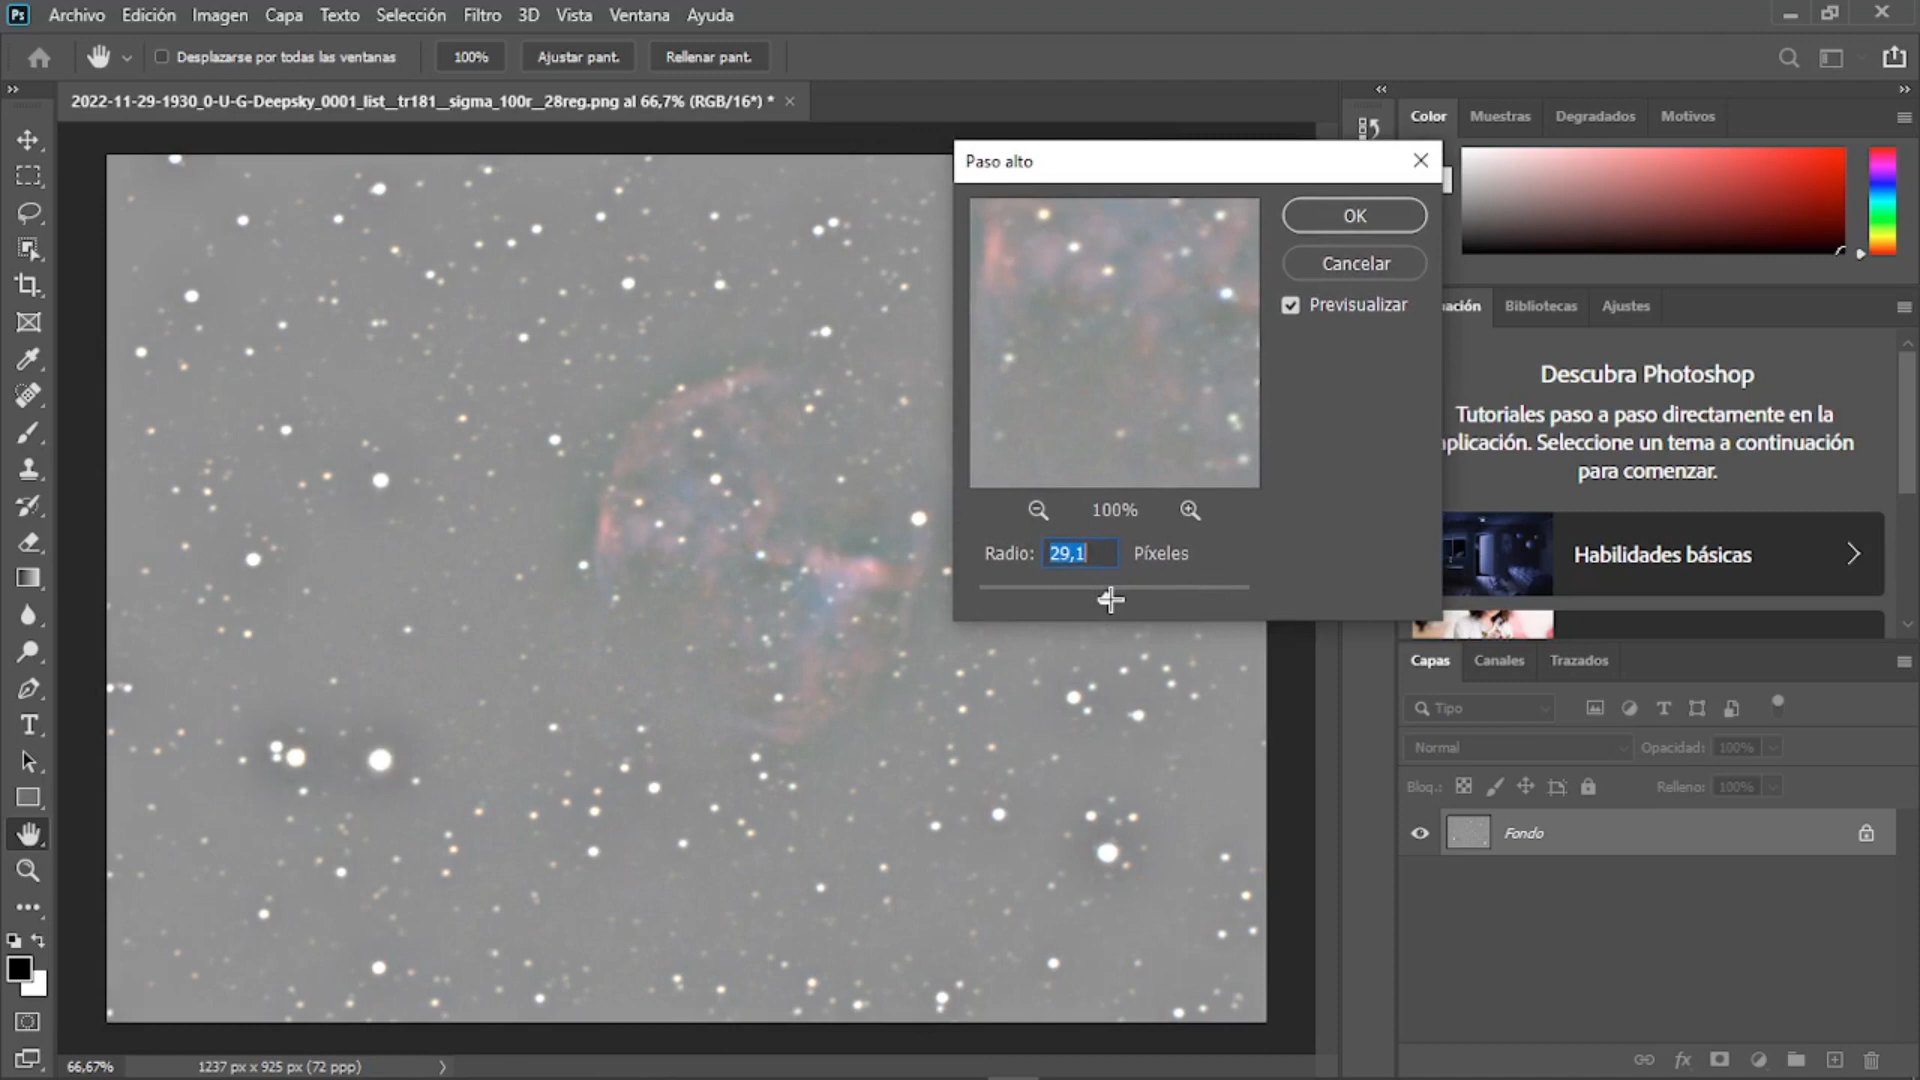 Ps Archivo Edición Imagen Capa Texto Selección Filtro 3D Vista Ventana Ayuda
Desplazarse por todas las ventanas 100% Ajustar pant. Rellenar pant.
2022-11-29-1930_0-U-G-Deepsky_0001_list__tr181__sigma_100r__28reg.png al 66,7% (RGB/16*) *
Color Muestras Degradados Motivos
Paso alto
OK
Cancelar
Previsualizar
100%
Radio: 29,1 Píxeles
ación Bibliotecas Ajustes
Descubra Photoshop
Tutoriales paso a paso directamente en la
plicación. Seleccione un tema a continuación
para comenzar.
Habilidades básicas
Capas Canales Trazados
Tipo
Normal Opacidad: 100%
Bloq.: Relleno: 100%
Fondo
T
fx
66,67% 1237 px x 925 px (72 ppp)